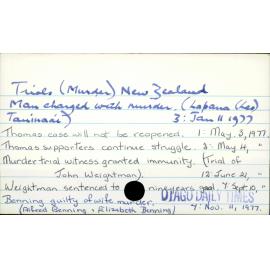 Trials (Murder) New Zealand
Man charged with murder. (Lapana (Leo)
Taninani) 3: Jan 11 1977
Thomas case will not be reopened. 1: May, 3, 1977.
Thomas supporters continue struggle. 3: May 4, "
Murder trial witness granted immunity. (Trial of
John Weightman). 12: June 21, "
Weightman sentenced to nine years gaol. 7: Sept 10, "
OTAGO DAILY TIMES
Benning guilty of wife murder. 4: Nov. 11, 1977.
(Alfred Benning & Elizabeth Benning)